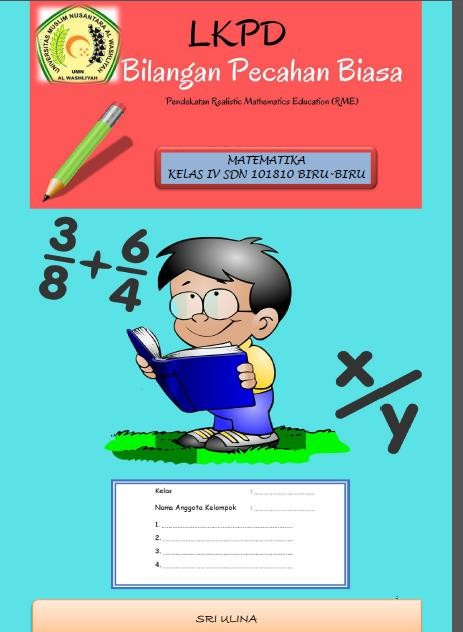 UNIVERSITAS MUSLIM NUSANTARA AL WASHLIYAH
UMN
AL WASHLIYAH
LKPD
Bilangan Pecahan Biasa
Pendekatan Realistic Mathematics Education (RME)
MATEMATIKA
KELAS IV SDN 101810 BIRU-BIRU
3/8 + 6/4
x/y
Kelas :
Nama Anggota Kelompok :
1.
2.
3.
4.
SRI ULINA